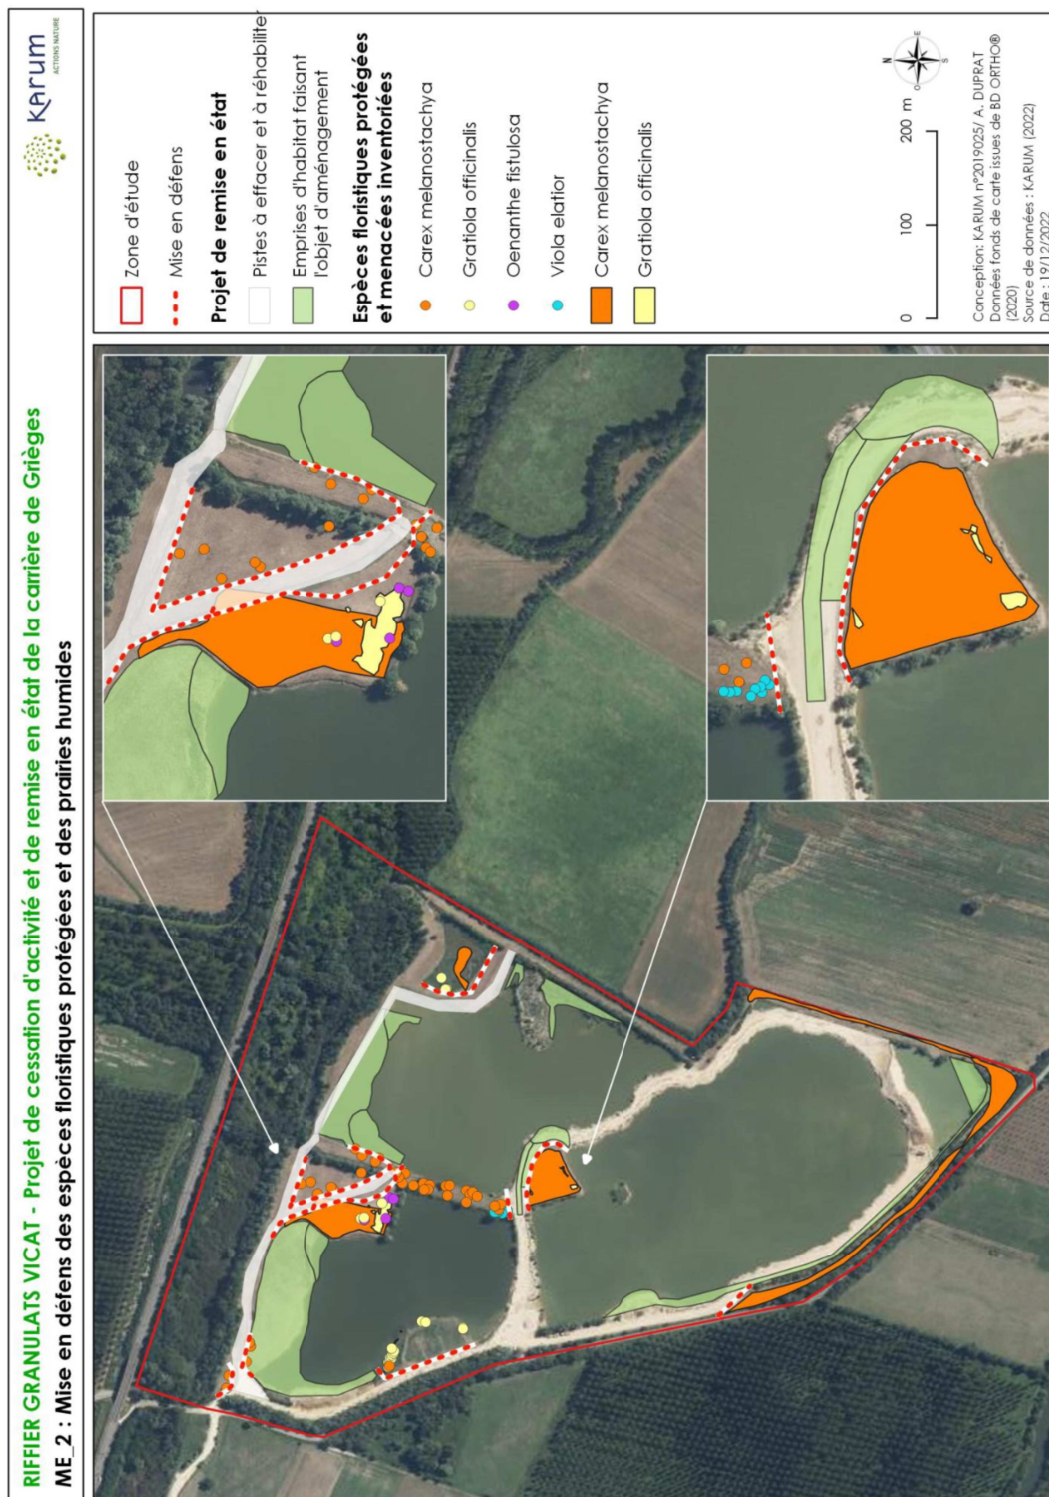 RIFFIER GRANULATS VICAT - Projet de cessation d'activité et de remise en état de la carrière de Grièges
ME_2 : Mise en défens des espèces floristiques protégées et des prairies humides
Karum
ACTIONS NATURE
Zone d'étude
Mise en défens
Projet de remise en état
Pistes à effacer et à réhabiliter
Emprises d'habitat faisant
l'objet d'aménagement
Espèces floristiques protégées
et menacées inventoriées
Carex melanostachya
Gratiola officinalis
Oenanthe fistulosa
Viola elatior
Carex melanostachya
Gratiola officinalis
0 100 200 m
N
E
S
O
Conception: KARUM n°2019025/ A. DUPRAT
Données fonds de carte issues de BD ORTHO®
(2020)
Source de données : KARUM (2022)
Date : 19/12/2022